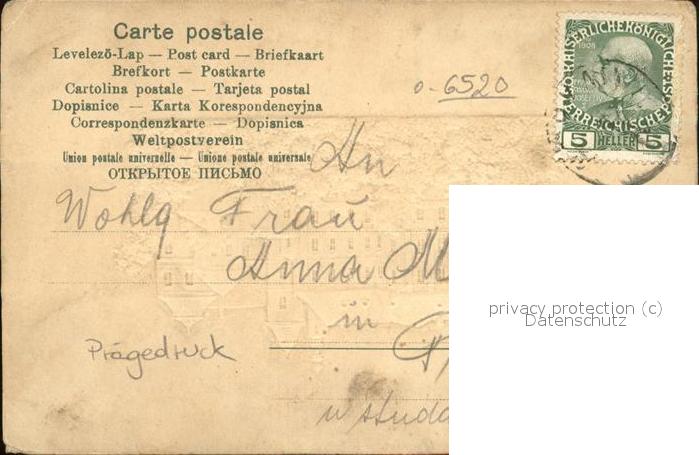 Carte postale
Levelező-Lap — Post card — Briefkaart
Brefkort — Postkarte
Cartolina postale — Tarjeta postal
Dopisnice — Karta Korespondencyjna
Correspondenzkarte — Dopisnica
Weltpostverein
Union postale universelle — Unione postale universale
ОТКРЫТОЕ ПИСЬМО
o-6520
KAISERLICHE KÖNIGLICHE
ÖSTERREICHISCHE POST
1908
5 HELLER 5
An
Wohlg Frau
Anna M
in
Prägedruck
privacy protection (c)
Datenschutz